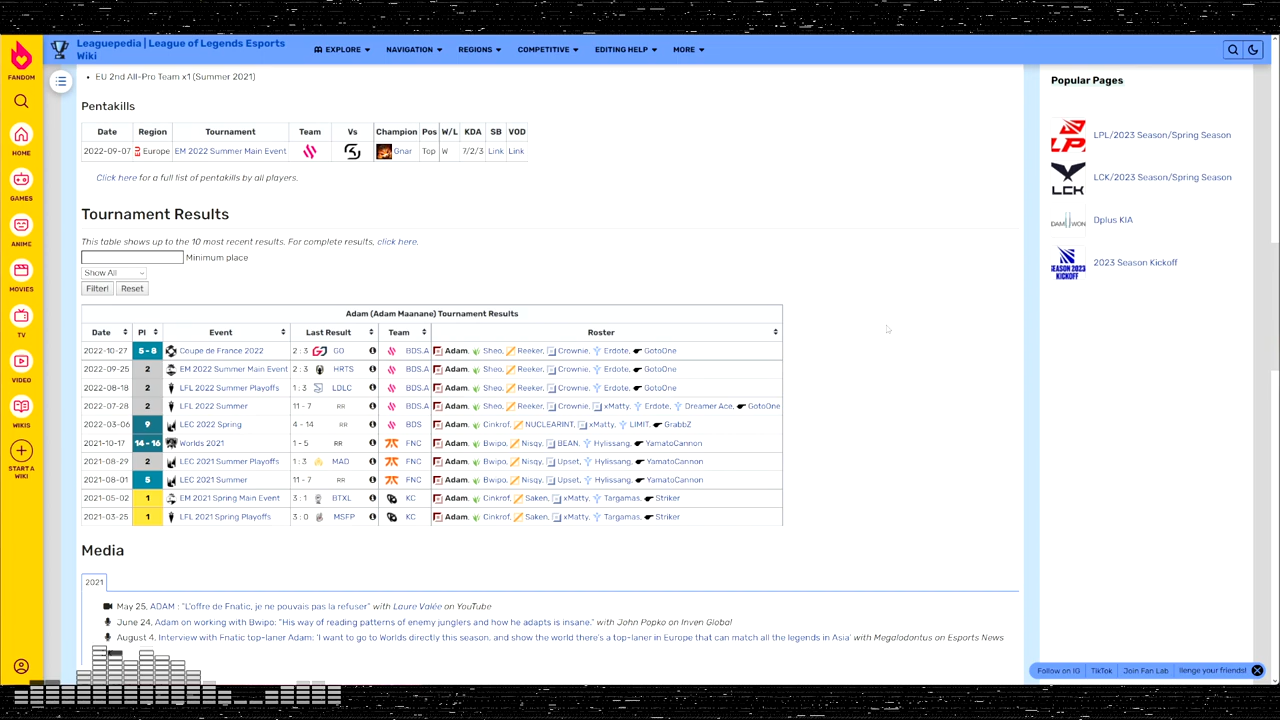 Leaguepedia | League of Legends Esports
Wiki
EXPLORE NAVIGATION REGIONS COMPETITIVE EDITING HELP MORE
FANDOM
HOME
GAMES
ANIME
MOVIES
TV
VIDEO
WIKIS
START A
WIKI
EU 2nd All-Pro Team x1 (Summer 2021)
Pentakills
Date Region Tournament Team Vs Champion Pos W/L KDA SB VOD
2022-09-07 Europe EM 2022 Summer Main Event Gnar Top W 7/2/3 Link Link
Click here for a full list of pentakills by all players.
Tournament Results
This table shows up to the 10 most recent results. For complete results, click here.
Minimum place
Show All
Filter! Reset
Adam (Adam Maanane) Tournament Results
Date Pl Event Last Result Team Roster
2022-10-27 5 - 8 Coupe de France 2022 2 : 3 GO BDS.A Adam, Sheo, Reeker, Crownie, Erdote, GotoOne
2022-09-25 2 EM 2022 Summer Main Event 2 : 3 HRTS BDS.A Adam, Sheo, Reeker, Crownie, Erdote, GotoOne
2022-08-18 2 LFL 2022 Summer Playoffs 1 : 3 LDLC BDS.A Adam, Sheo, Reeker, Crownie, Erdote, GotoOne
2022-07-28 2 LFL 2022 Summer 11 - 7 RR BDS.A Adam, Sheo, Reeker, Crownie, xMatty, Erdote, Dreamer Ace, GotoOne
2022-03-06 9 LEC 2022 Spring 4 - 14 RR BDS Adam, Cinkrof, NUCLEARINT, xMatty, LIMIT, GrabbZ
2021-10-17 14 - 16 Worlds 2021 1 - 5 RR FNC Adam, Bwipo, Nisqy, BEAN, Hylissang, YamatoCannon
2021-08-29 2 LEC 2021 Summer Playoffs 1 : 3 MAD FNC Adam, Bwipo, Nisqy, Upset, Hylissang, YamatoCannon
2021-08-01 5 LEC 2021 Summer 11 - 7 RR FNC Adam, Bwipo, Nisqy, Upset, Hylissang, YamatoCannon
2021-05-02 1 EM 2021 Spring Main Event 3 : 1 BTXL KC Adam, Cinkrof, Saken, xMatty, Targamas, Striker
2021-03-25 1 LFL 2021 Spring Playoffs 3 : 0 MSFP KC Adam, Cinkrof, Saken, xMatty, Targamas, Striker
Media
2021
May 25, ADAM : "L'offre de Fnatic, je ne pouvais pas la refuser" with Laure Valée on YouTube
June 24, Adam on working with Bwipo: "His way of reading patterns of enemy junglers and how he adapts is insane." with John Popko on Inven Global
August 4, Interview with Fnatic top-laner Adam: 'I want to go to Worlds directly this season, and show the world there's a top-laner in Europe that can match all the legends in Asia' with Megalodontus on Esports News
Popular Pages
LPL/2023 Season/Spring Season
LCK
LCK/2023 Season/Spring Season
DAMWON
Dplus KIA
SEASON 2023
KICKOFF
2023 Season Kickoff
Follow on IG TikTok Join Fan Lab llenge your friends!